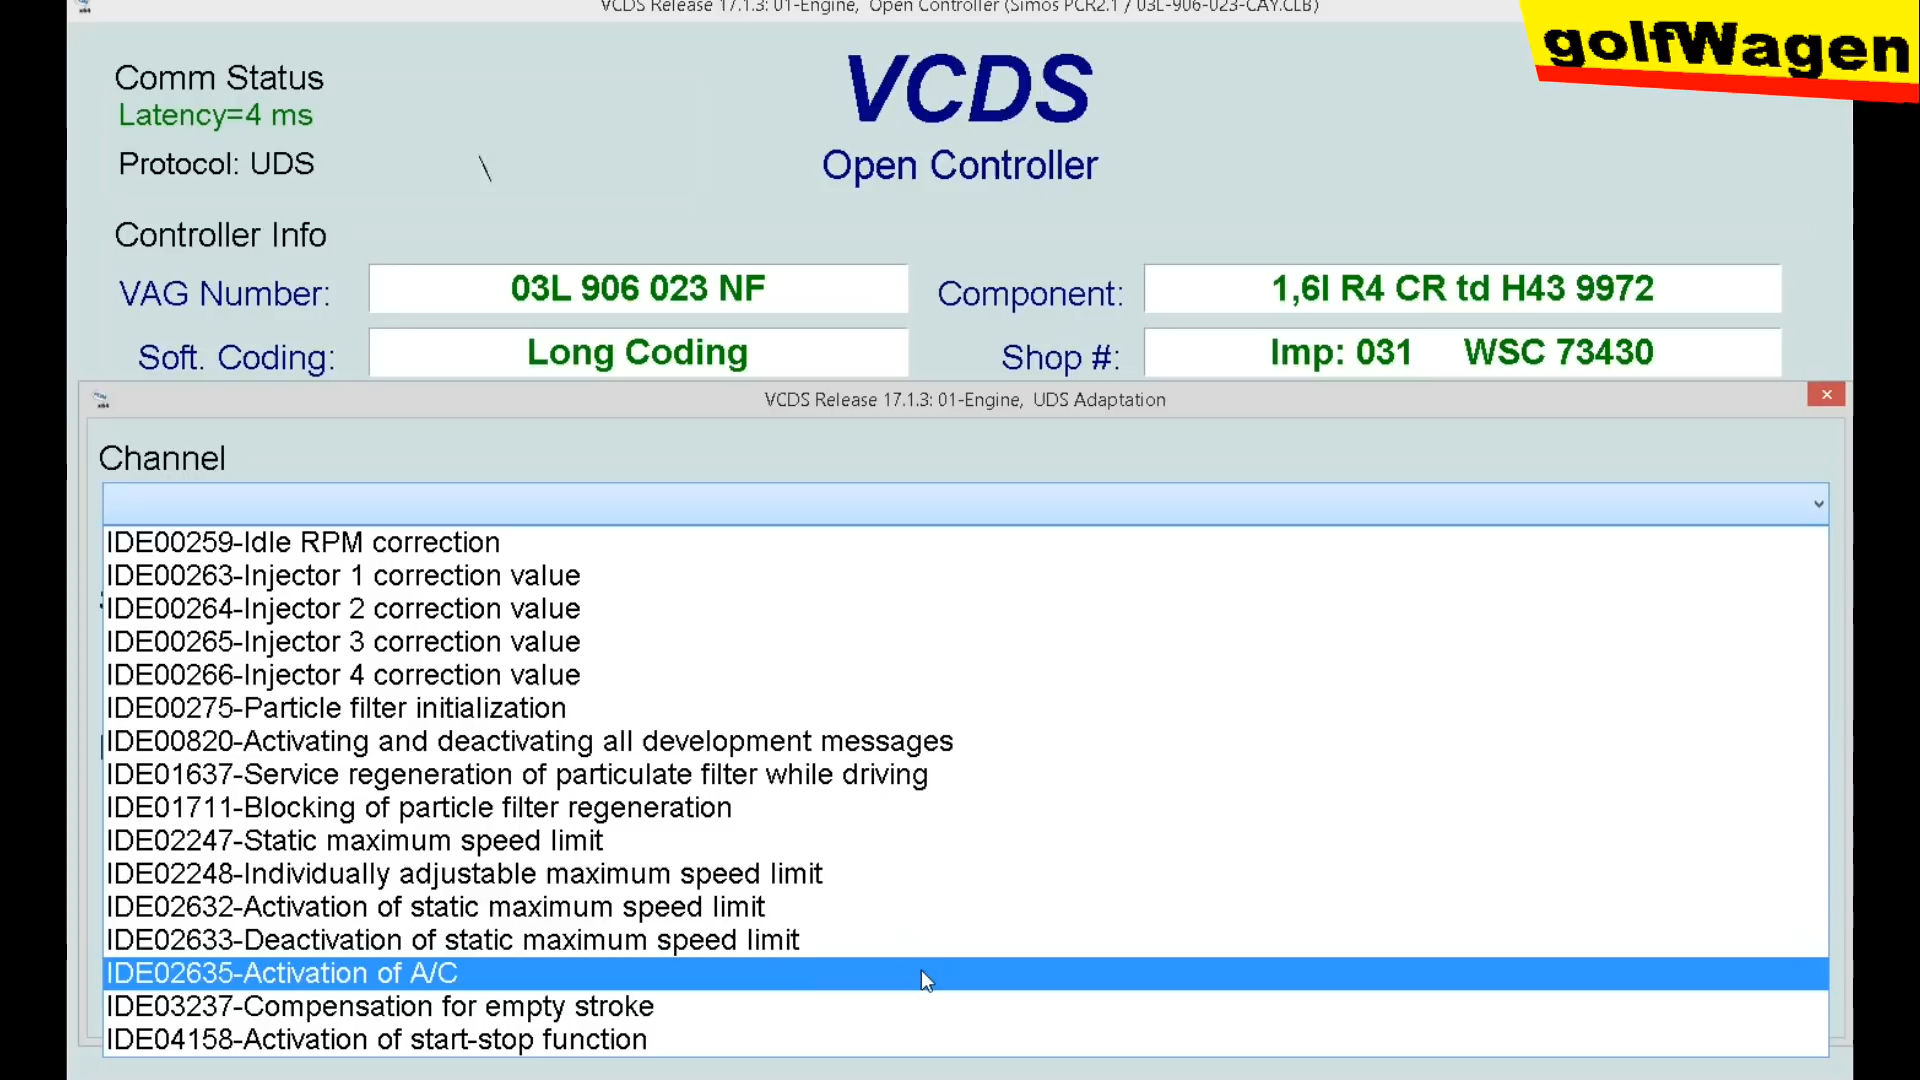 VCDS Release 17.1.3: 01-Engine, Open Controller (Simos PCR2.1 / 03L-906-023-CAY.CLB)
golfWagen
Comm Status
Latency=4 ms
Protocol: UDS
\
VCDS
Open Controller
Controller Info
VAG Number: 03L 906 023 NF Component: 1,6l R4 CR td H43 9972
Soft. Coding: Long Coding Shop #: Imp: 031 WSC 73430
VCDS Release 17.1.3: 01-Engine, UDS Adaptation
Channel
IDE00259-Idle RPM correction
IDE00263-Injector 1 correction value
IDE00264-Injector 2 correction value
IDE00265-Injector 3 correction value
IDE00266-Injector 4 correction value
IDE00275-Particle filter initialization
IDE00820-Activating and deactivating all development messages
IDE01637-Service regeneration of particulate filter while driving
IDE01711-Blocking of particle filter regeneration
IDE02247-Static maximum speed limit
IDE02248-Individually adjustable maximum speed limit
IDE02632-Activation of static maximum speed limit
IDE02633-Deactivation of static maximum speed limit
IDE02635-Activation of A/C
IDE03237-Compensation for empty stroke
IDE04158-Activation of start-stop function